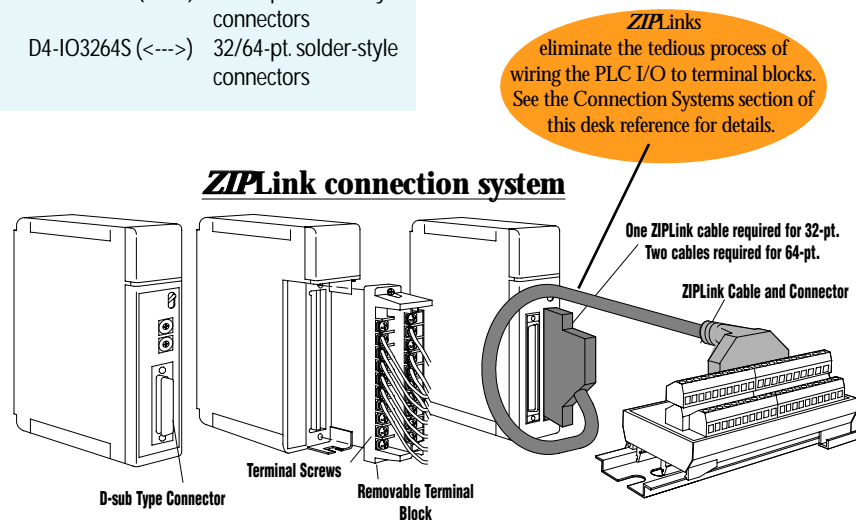 connectors
D4-IO3264S (<--->) 32/64-pt. solder-style
connectors
ZIPLinks
eliminate the tedious process of
wiring the PLC I/O to terminal blocks.
See the Connection Systems section of
this desk reference for details.
ZIPLink connection system
One ZIPLink cable required for 32-pt.
Two cables required for 64-pt.
ZIPLink Cable and Connector
Terminal Screws
D-sub Type Connector
Removable Terminal
Block